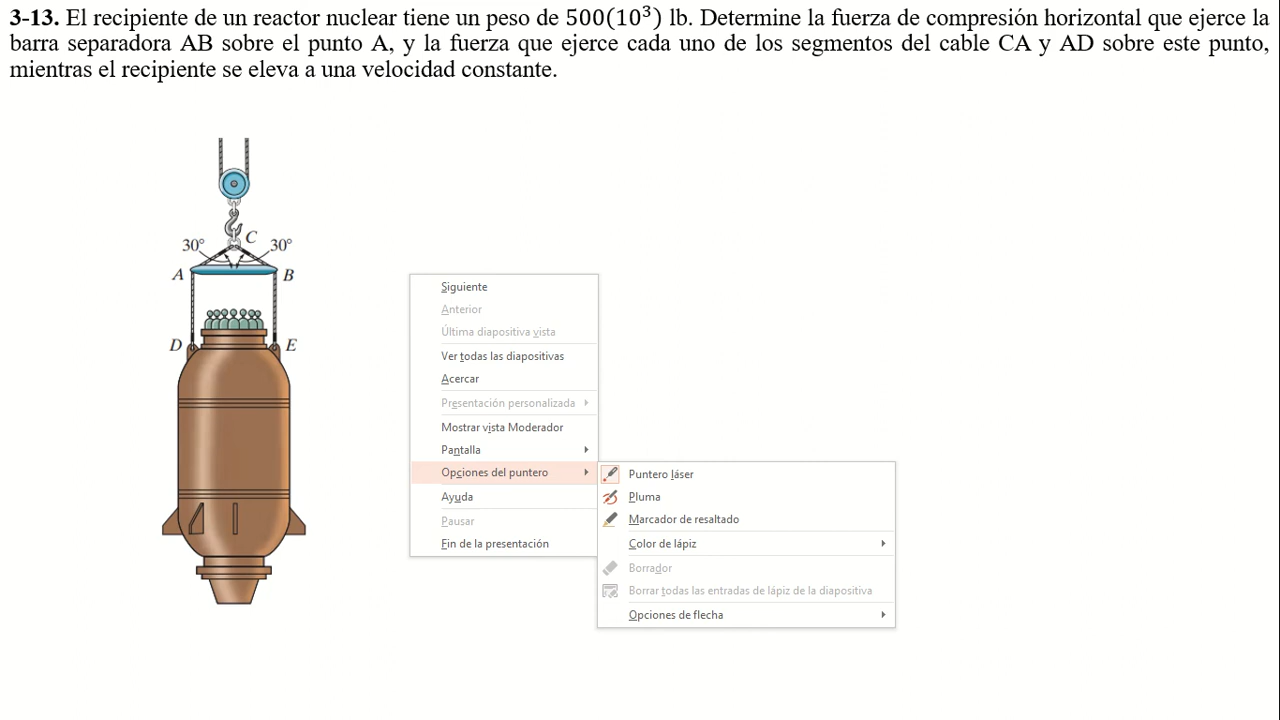 3-13. El recipiente de un reactor nuclear tiene un peso de 500(10³) lb. Determine la fuerza de compresión horizontal que ejerce la
barra separadora AB sobre el punto A, y la fuerza que ejerce cada uno de los segmentos del cable CA y AD sobre este punto,
mientras el recipiente se eleva a una velocidad constante.
C
30°
30°
A
B
D
E
Siguiente
Anterior
Última diapositiva vista
Ver todas las diapositivas
Acercar
Presentación personalizada
Mostrar vista Moderador
Pantalla
Opciones del puntero
Ayuda
Pausar
Fin de la presentación
Puntero láser
Pluma
Marcador de resaltado
Color de lápiz
Borrador
Borrar todas las entradas de lápiz de la diapositiva
Opciones de flecha